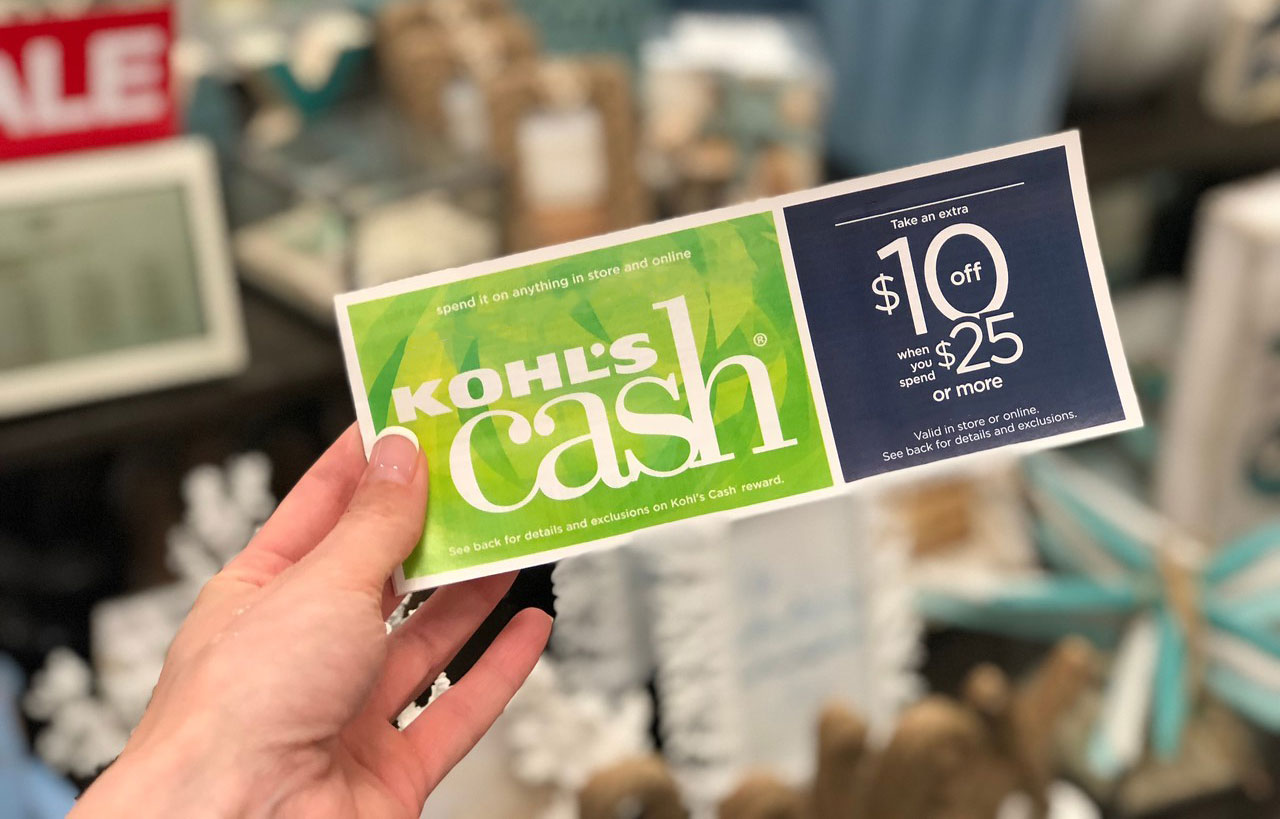 ALE
spend it on anything in store and online
KOHL'S
cash®
See back for details and exclusions on Kohl's Cash reward.
Take an extra
$10 off
when you spend $25
or more
Valid in store or online.
See back for details and exclusions.